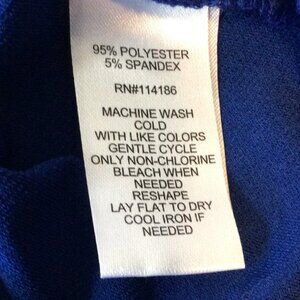 95% POLYESTER
5% SPANDEX
RN#114186
MACHINE WASH
COLD
WITH LIKE COLORS
GENTLE CYCLE
ONLY NON-CHLORINE
BLEACH WHEN
NEEDED
RESHAPE
LAY FLAT TO DRY
COOL IRON IF
NEEDED